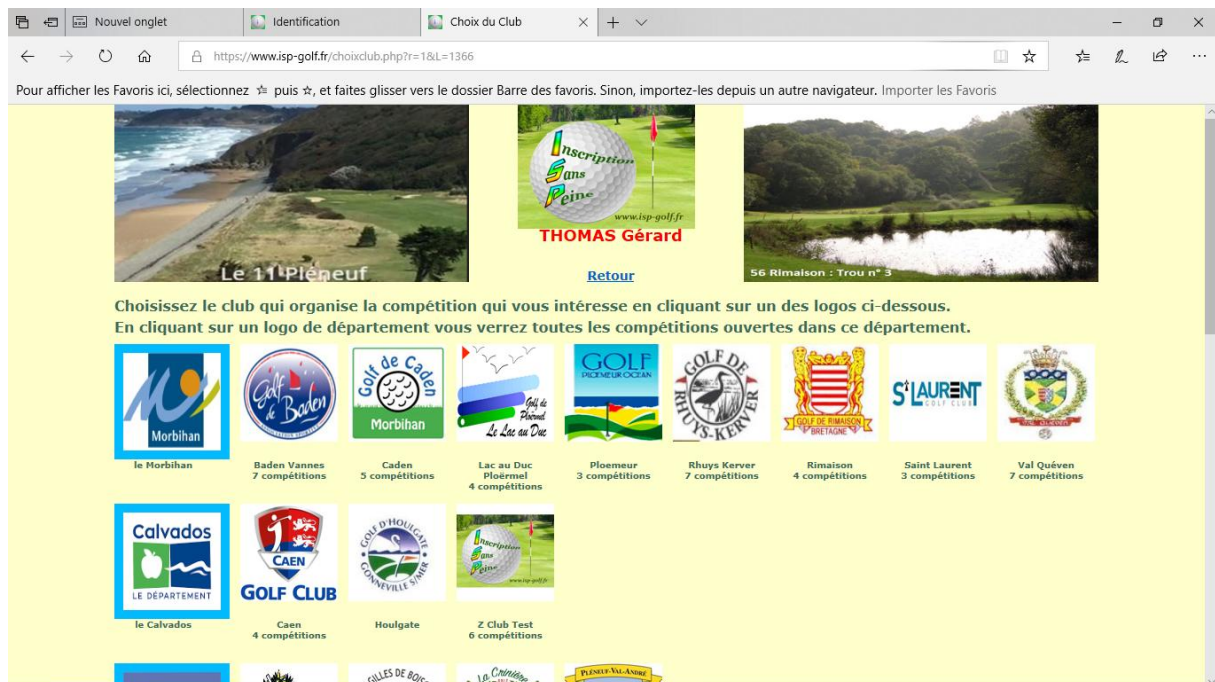 Nouvel onglet
Identification
Choix du Club
https://www.isp-golf.fr/choixclub.php?r=1&L=1366
Pour afficher les Favoris ici, sélectionnez ☆ puis ☆, et faites glisser vers le dossier Barre des favoris. Sinon, importez-les depuis un autre navigateur. Importer les Favoris
Le 11 Pléneuf
Inscription
Sans
Peine
www.isp-golf.fr
THOMAS Gérard
Retour
56 Rimaison : Trou n° 3
Choisissez le club qui organise la compétition qui vous intéresse en cliquant sur un des logos ci-dessous.
En cliquant sur un logo de département vous verrez toutes les compétitions ouvertes dans ce département.
Morbihan
Golf de Baden
Golf de Caden
Morbihan
Golf de
Ploërmel
Le Lac au Duc
GOLF
PLOEMEUR OCEAN
GOLF DE
RHUYS-KERVER
GOLF DE RIMAISON
BRETAGNE
St LAURENT
GOLF CLUB
le Morbihan
Baden Vannes
7 compétitions
Caden
5 compétitions
Lac au Duc
Ploërmel
4 compétitions
Ploemeur
3 compétitions
Rhuys Kerver
7 compétitions
Rimaison
4 compétitions
Saint Laurent
3 compétitions
Val Quéven
7 compétitions
Calvados
LE DÉPARTEMENT
CAEN
GOLF CLUB
GOLF D'HOULGATE
GONNEVILLE S/MER
Inscription
Sans
Peine
www.isp-golf.fr
le Calvados
Caen
4 compétitions
Houlgate
Z Club Test
6 compétitions
La Crinière
PLÉNEUF-VAL-ANDRÉ